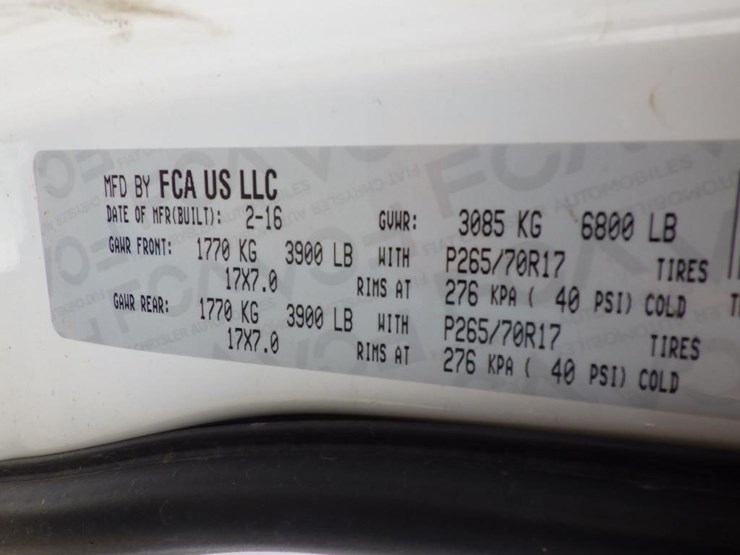 MFD BY FCA US LLC
DATE OF MFR(BUILT): 2-16 GVWR: 3085 KG 6800 LB
GAWR FRONT: 1770 KG 3900 LB WITH P265/70R17 TIRES
17X7.0 RIMS AT 276 KPA ( 40 PSI) COLD
GAWR REAR: 1770 KG 3900 LB WITH P265/70R17 TIRES
17X7.0 RIMS AT 276 KPA ( 40 PSI) COLD